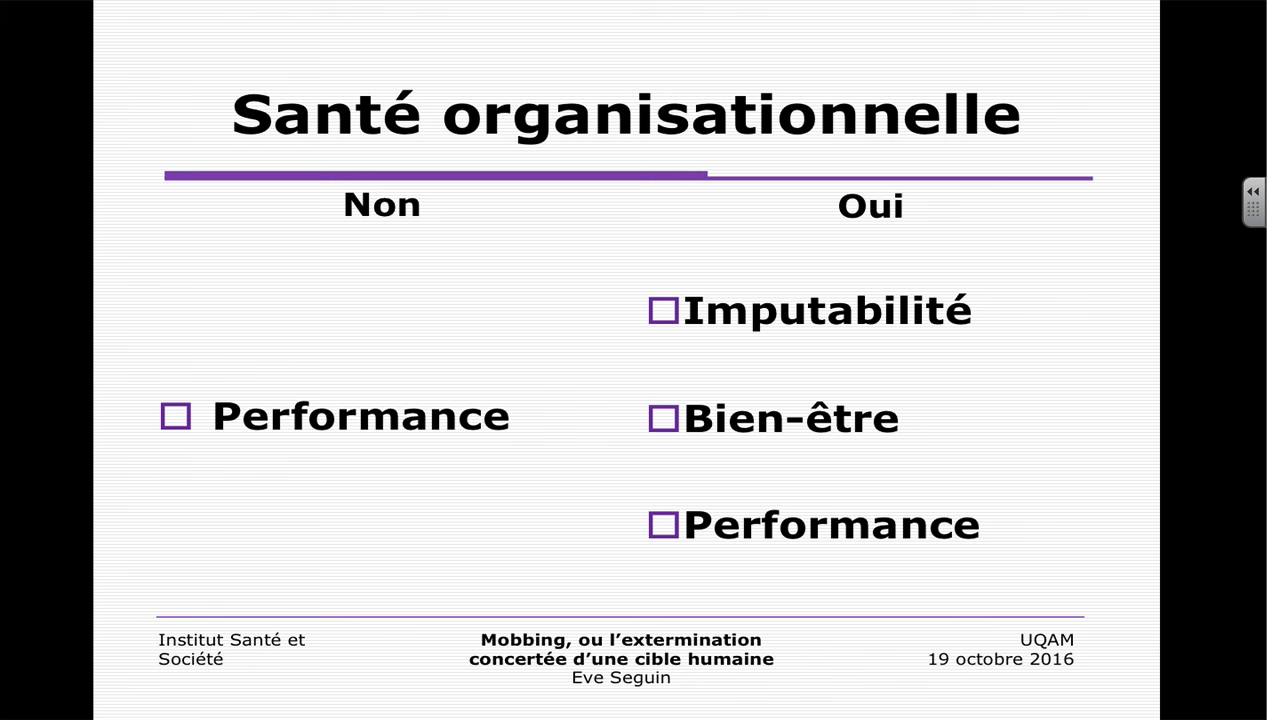 Santé organisationnelle
Non
Oui
Imputabilité
Performance
Bien-être
Performance
Institut Santé et
Société
Mobbing, ou l’extermination
concertée d’une cible humaine
Eve Seguin
UQAM
19 octobre 2016